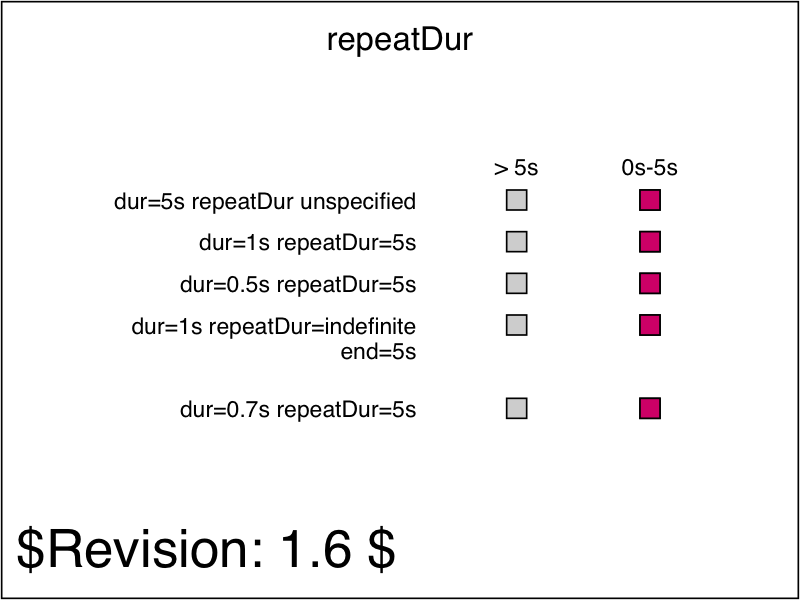 repeatDur
> 5s 0s-5s
dur=5s repeatDur unspecified
dur=1s repeatDur=5s
dur=0.5s repeatDur=5s
dur=1s repeatDur=indefinite
end=5s
dur=0.7s repeatDur=5s
$Revision: 1.6 $